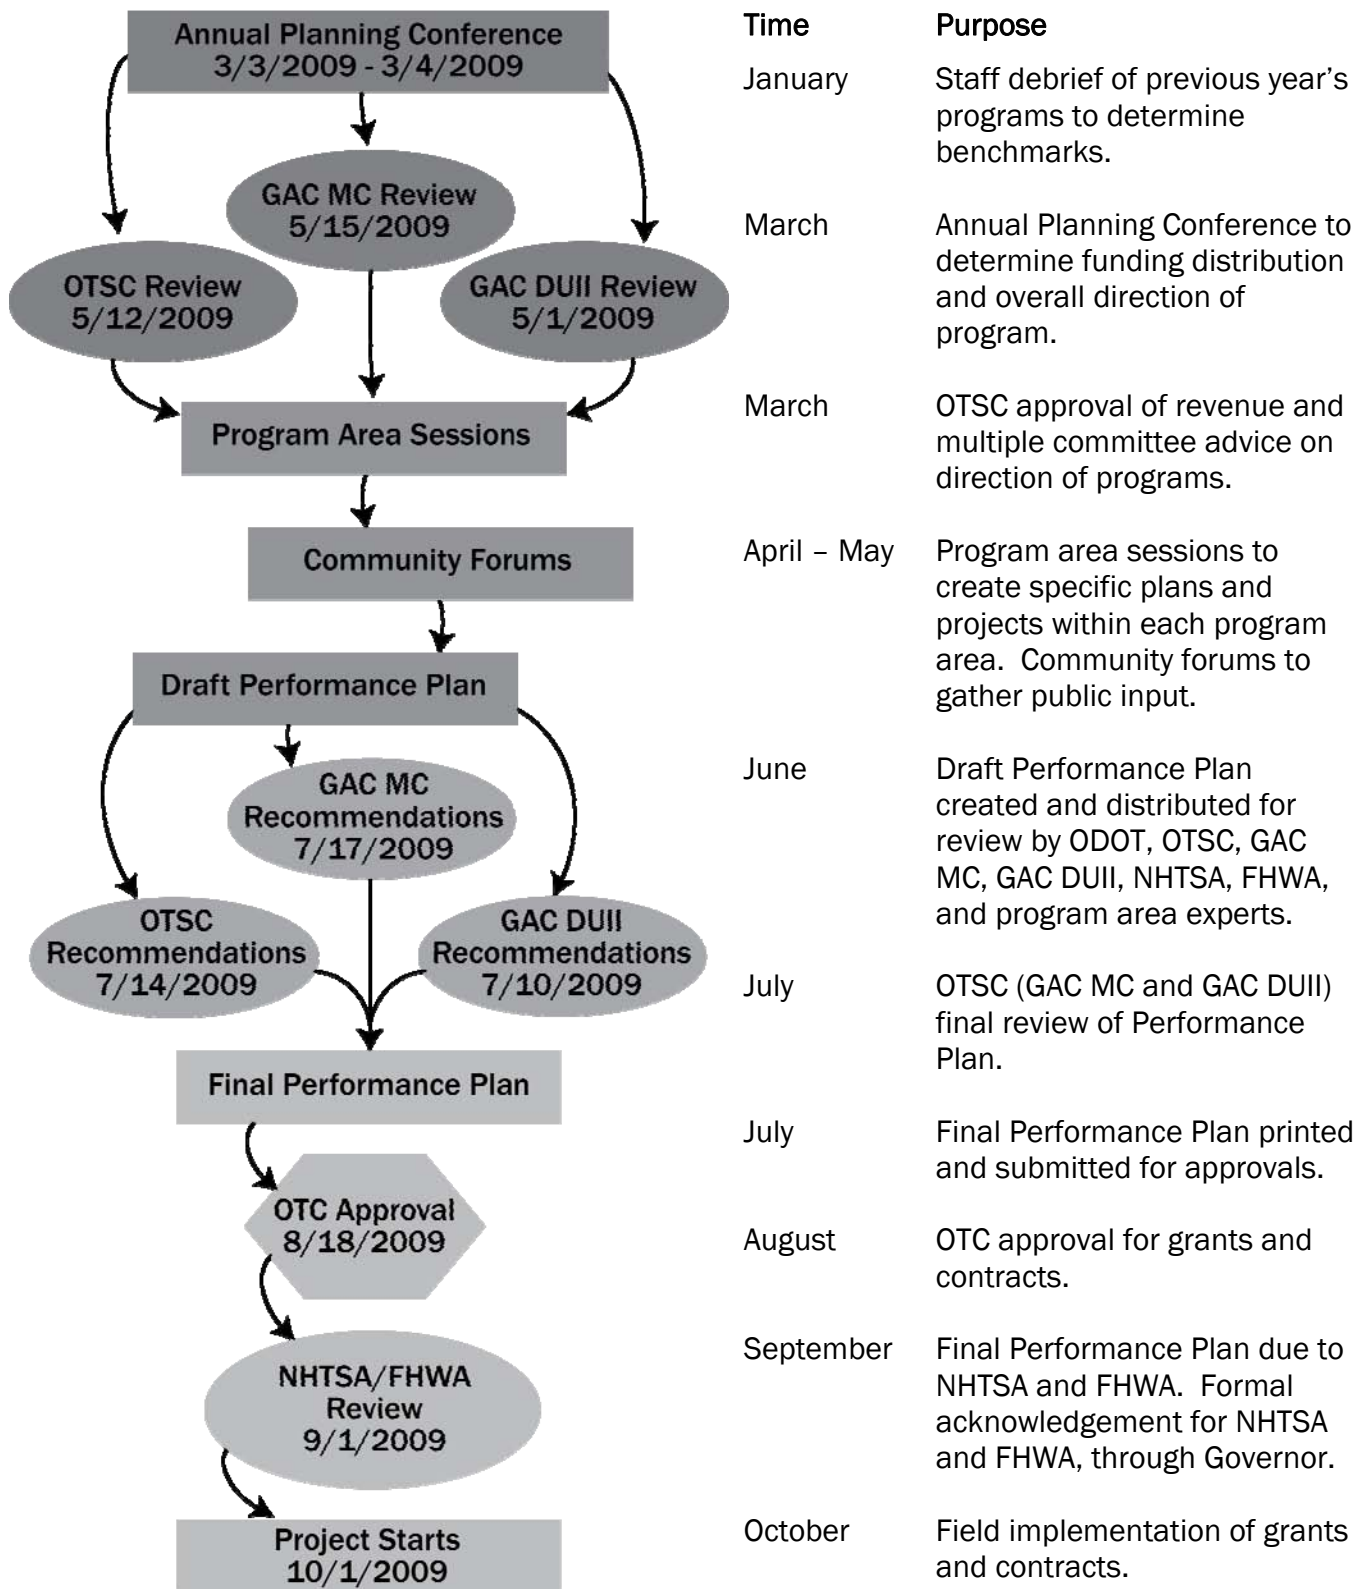 Annual Planning Conference
3/3/2009 - 3/4/2009
GAC MC Review
5/15/2009
OTSC Review
5/12/2009
GAC DUII Review
5/1/2009
Program Area Sessions
Community Forums
Draft Performance Plan
GAC MC
Recommendations
7/17/2009
OTSC
Recommendations
7/14/2009
GAC DUII
Recommendations
7/10/2009
Final Performance Plan
OTC Approval
8/18/2009
NHTSA/FHWA
Review
9/1/2009
Project Starts
10/1/2009
Time Purpose
January Staff debrief of previous year's
programs to determine
benchmarks.
March Annual Planning Conference to
determine funding distribution
and overall direction of
program.
March OTSC approval of revenue and
multiple committee advice on
direction of programs.
April – May Program area sessions to
create specific plans and
projects within each program
area. Community forums to
gather public input.
June Draft Performance Plan
created and distributed for
review by ODOT, OTSC, GAC
MC, GAC DUII, NHTSA, FHWA,
and program area experts.
July OTSC (GAC MC and GAC DUII)
final review of Performance
Plan.
July Final Performance Plan printed
and submitted for approvals.
August OTC approval for grants and
contracts.
September Final Performance Plan due to
NHTSA and FHWA. Formal
acknowledgement for NHTSA
and FHWA, through Governor.
October Field implementation of grants
and contracts.